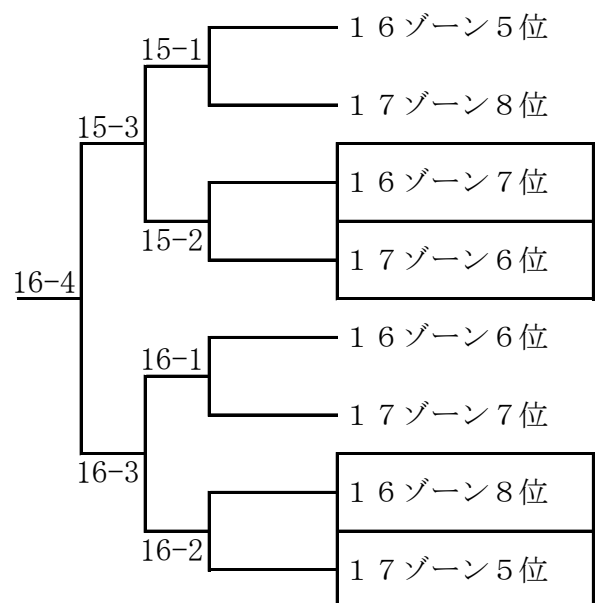 １６ゾーン５位
15-1
１７ゾーン８位
15-3
１６ゾーン７位
15-2
１７ゾーン６位
16-4
１６ゾーン６位
16-1
１７ゾーン７位
16-3
１６ゾーン８位
16-2
１７ゾーン５位